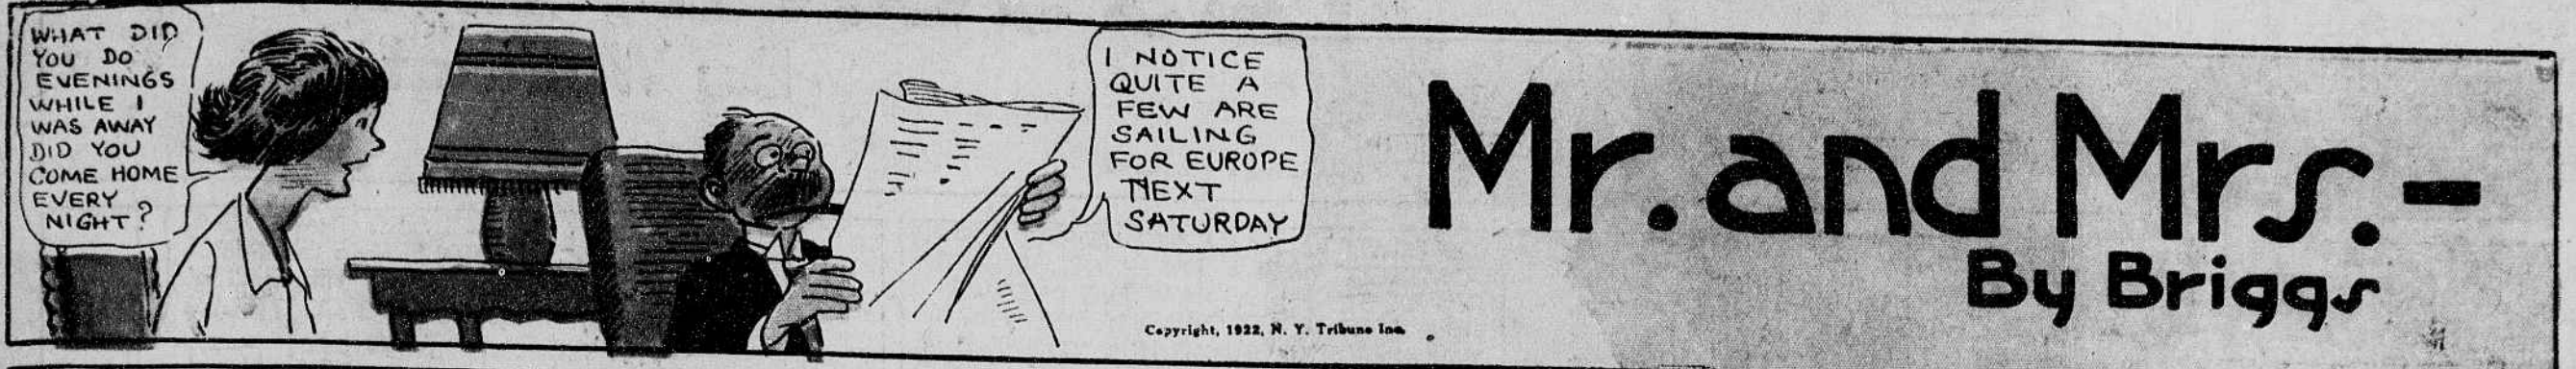 WHAT DID
YOU DO
EVENINGS
WHILE I
WAS AWAY
DID YOU
COME HOME
EVERY
NIGHT?
I NOTICE
QUITE A
FEW ARE
SAILING
FOR EUROPE
NEXT
SATURDAY
Mr. and Mrs.-
By Briggs
Copyright, 1922, N. Y. Tribune Inc.